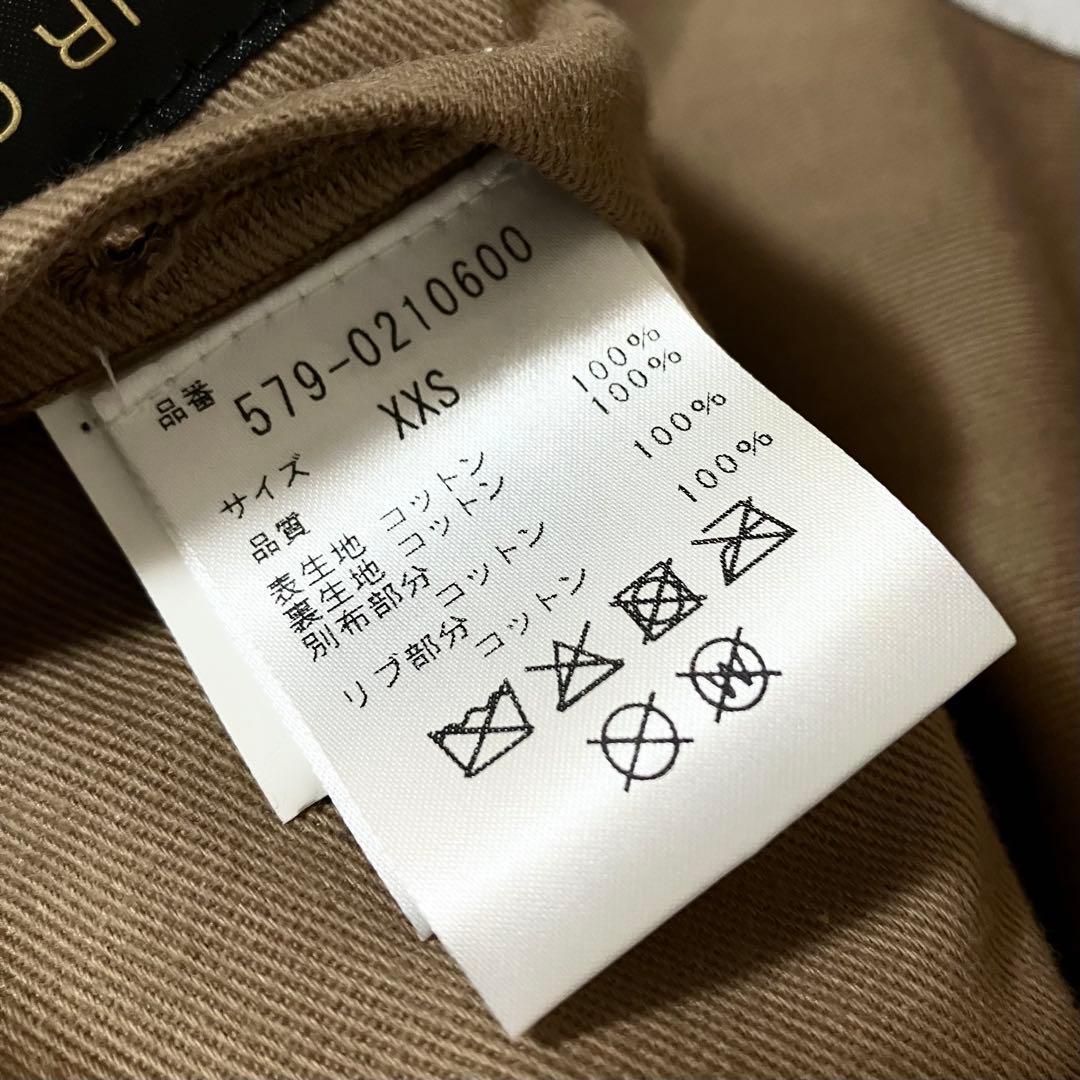 UR
品番 579-0210600
サイズ XXS
品質
表生地 コットン 100%
裏生地 コットン 100%
別布部分
コットン 100%
リブ部分
コットン 100%